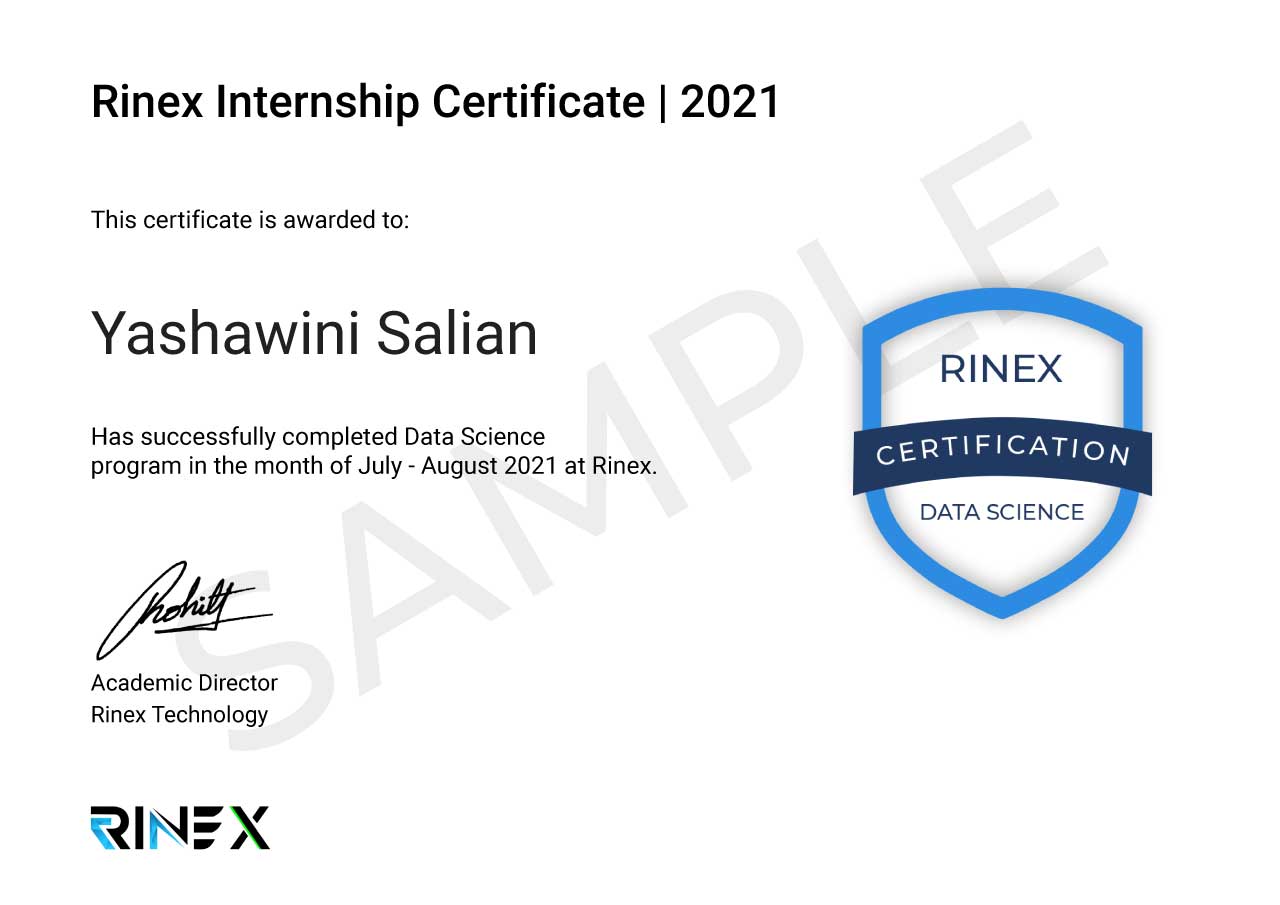 Rinex Internship Certificate | 2021
This certificate is awarded to:
Yashawini Salian
Has successfully completed Data Science
program in the month of July - August 2021 at Rinex.
Rohitt
Academic Director
Rinex Technology
RINEX
RINEX
CERTIFICATION
DATA SCIENCE
SAMPLE